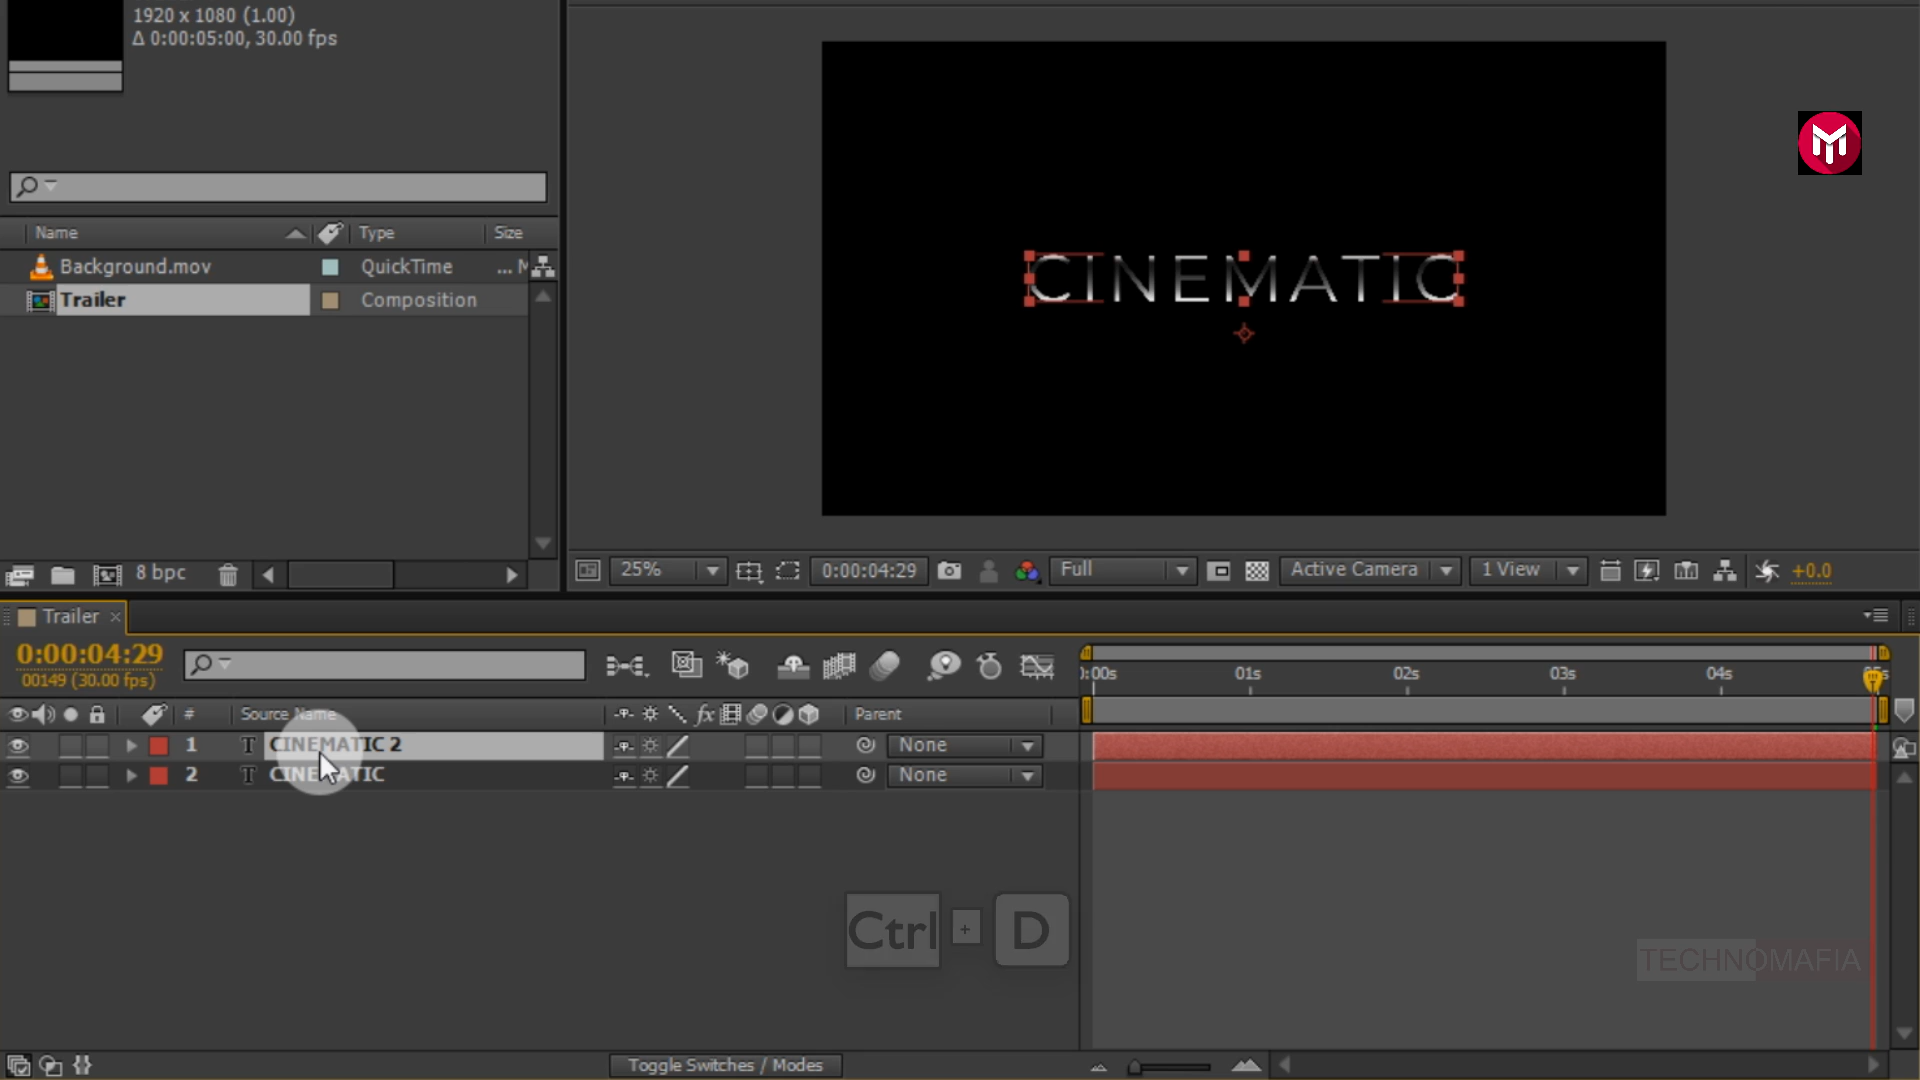 1920 x 1080 (1.00)
Δ 0:00:05:00, 30.00 fps
CINEMATIC
Name Type Size
Background.mov QuickTime ... M
Trailer Composition
8 bpc
25% 0:00:04:29 Full Active Camera 1 View +0.0
Trailer
0:00:04:29
00149 (30.00 fps)
):00s 01s 02s 03s 04s 05s
# Source Name fx Parent
1 T CINEMATIC 2 None
2 T CINEMATIC None
Ctrl + D
TECHNOMAFIA
Toggle Switches / Modes